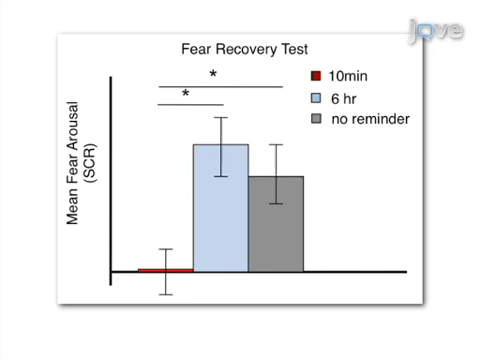 jove
Fear Recovery Test
10min
6 hr
no reminder
*
*
Mean Fear Arousal
(SCR)